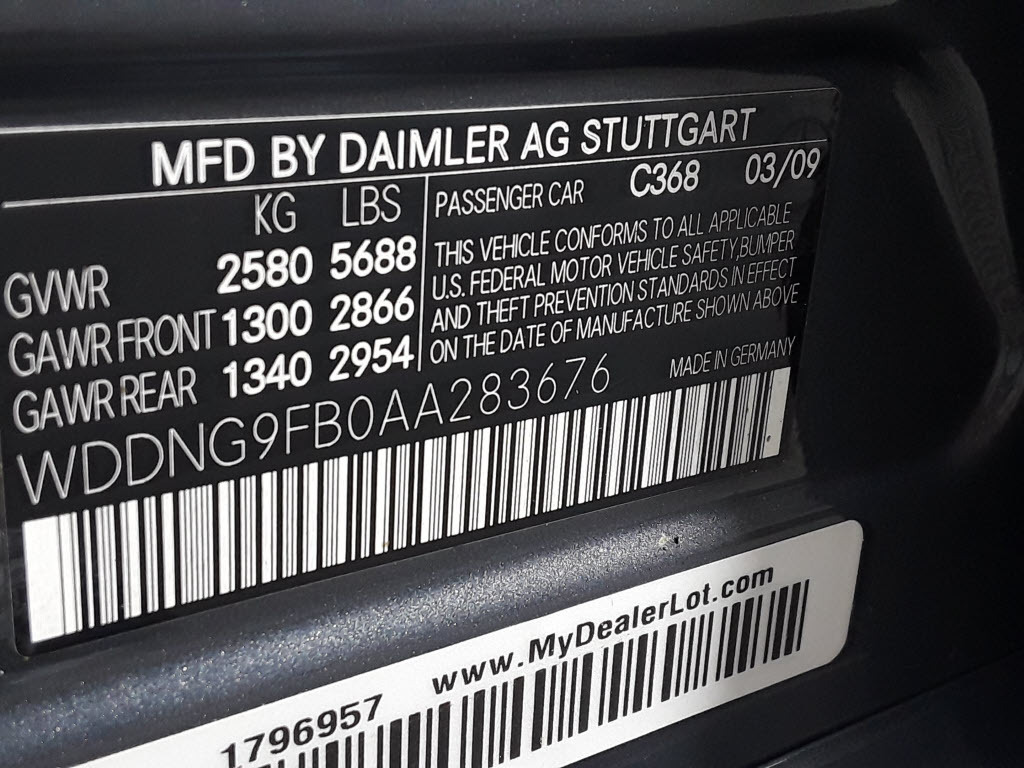 MFD BY DAIMLER AG STUTTGART
KG LBS
GVWR 2580 5688
GAWR FRONT 1300 2866
GAWR REAR 1340 2954
PASSENGER CAR C368 03/09
THIS VEHICLE CONFORMS TO ALL APPLICABLE
U.S. FEDERAL MOTOR VEHICLE SAFETY,BUMPER
AND THEFT PREVENTION STANDARDS IN EFFECT
ON THE DATE OF MANUFACTURE SHOWN ABOVE
WDDNG9FB0AA283676
MADE IN GERMANY
1796957 www.MyDealerLot.com